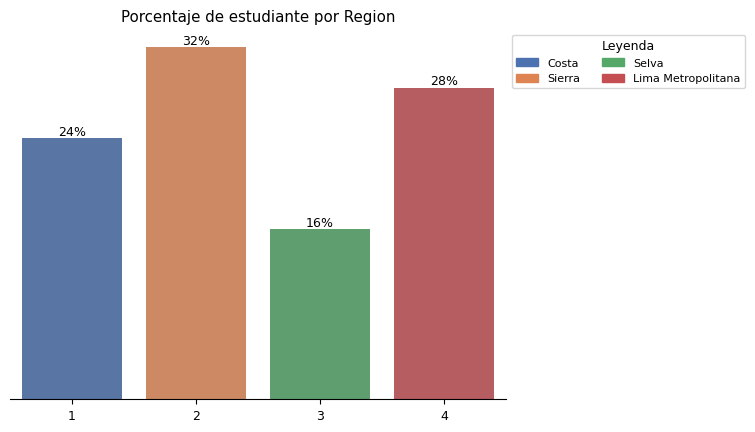 Porcentaje de estudiante por Region
Leyenda
Costa
Sierra
Selva
Lima Metropolitana
24%
32%
16%
28%
1
2
3
4